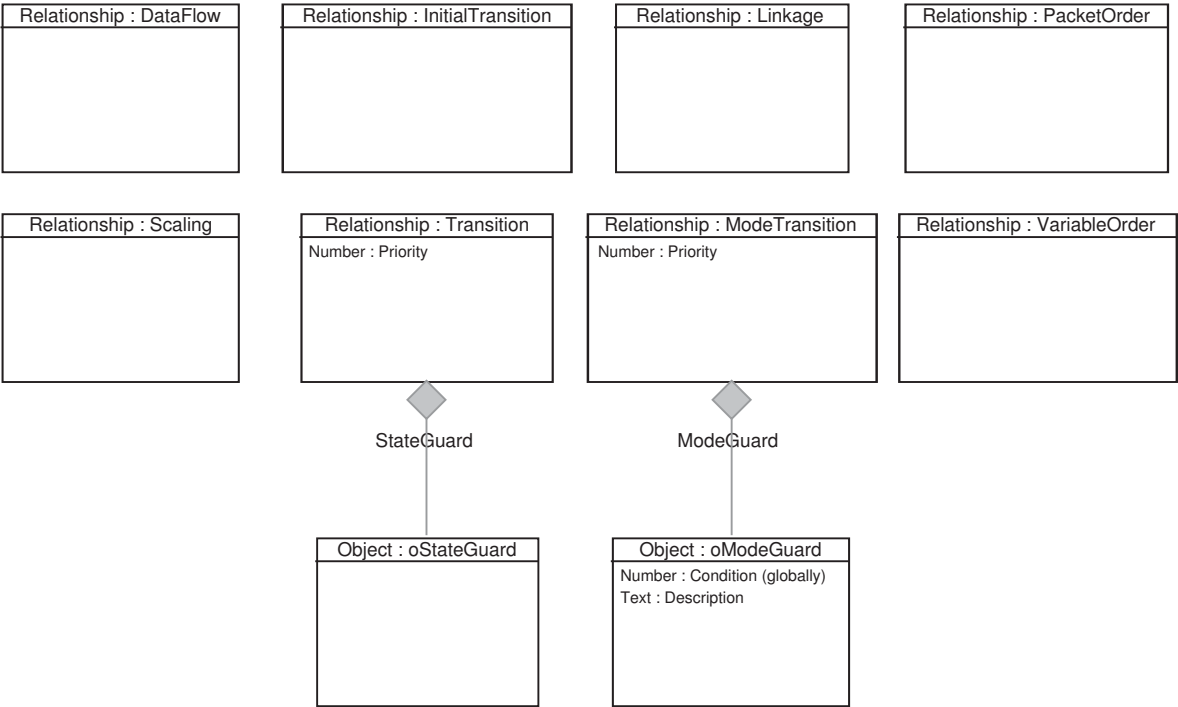 Relationship : DataFlow
Relationship : InitialTransition
Relationship : Linkage
Relationship : PacketOrder
Relationship : Scaling
Relationship : Transition
Number : Priority
Relationship : ModeTransition
Number : Priority
Relationship : VariableOrder
StateGuard
ModeGuard
Object : oStateGuard
Object : oModeGuard
Number : Condition (globally)
Text : Description